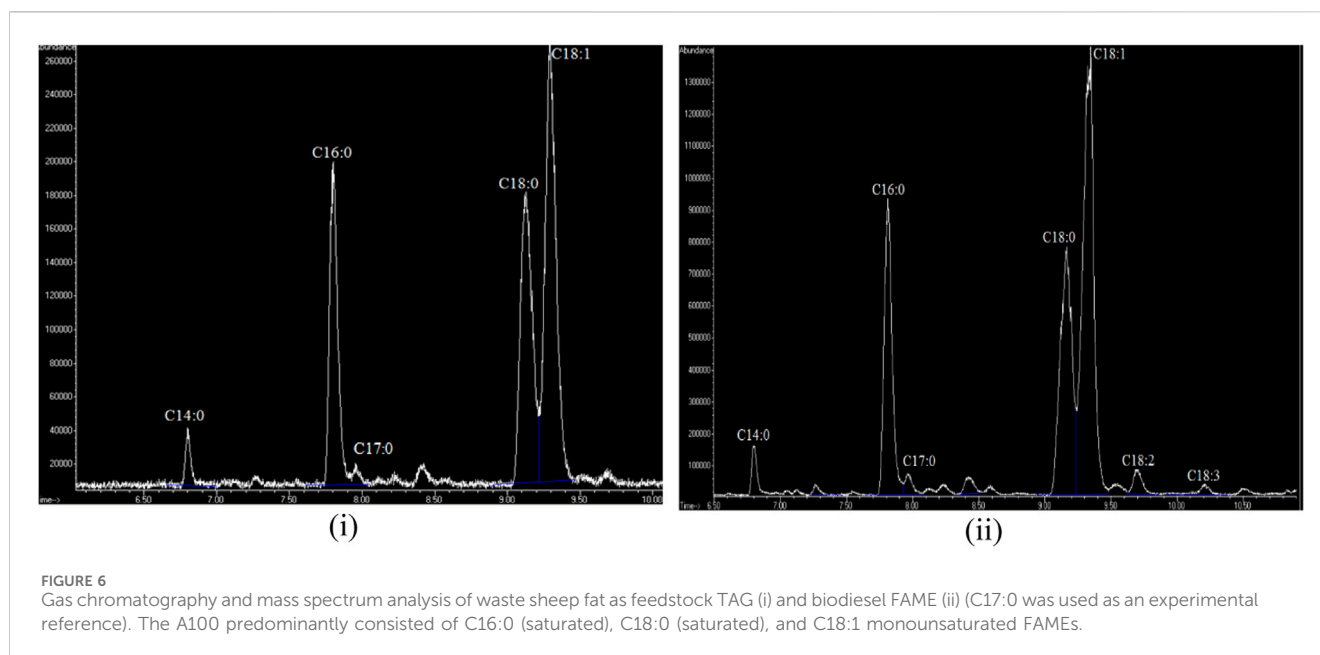 Abundance
260000
240000
220000
200000
180000
160000
140000
120000
100000
80000
60000
40000
20000
C14:0
C16:0
C17:0
C18:0
C18:1
7.00
7.50
8.00
8.50
9.00
9.50
10.00
(i)
Abundance
1300000
1200000
1100000
1000000
900000
800000
700000
600000
500000
400000
300000
200000
100000
C14:0
C16:0
C17:0
C18:0
C18:1
C18:2
C18:3
Time-->
6.50
7.00
7.50
8.00
8.50
9.00
9.50
10.00
10.50
(ii)
FIGURE 6
Gas chromatography and mass spectrum analysis of waste sheep fat as feedstock TAG (i) and biodiesel FAME (ii) (C17:0 was used as an experimental
reference). The A100 predominantly consisted of C16:0 (saturated), C18:0 (saturated), and C18:1 monounsaturated FAMEs.